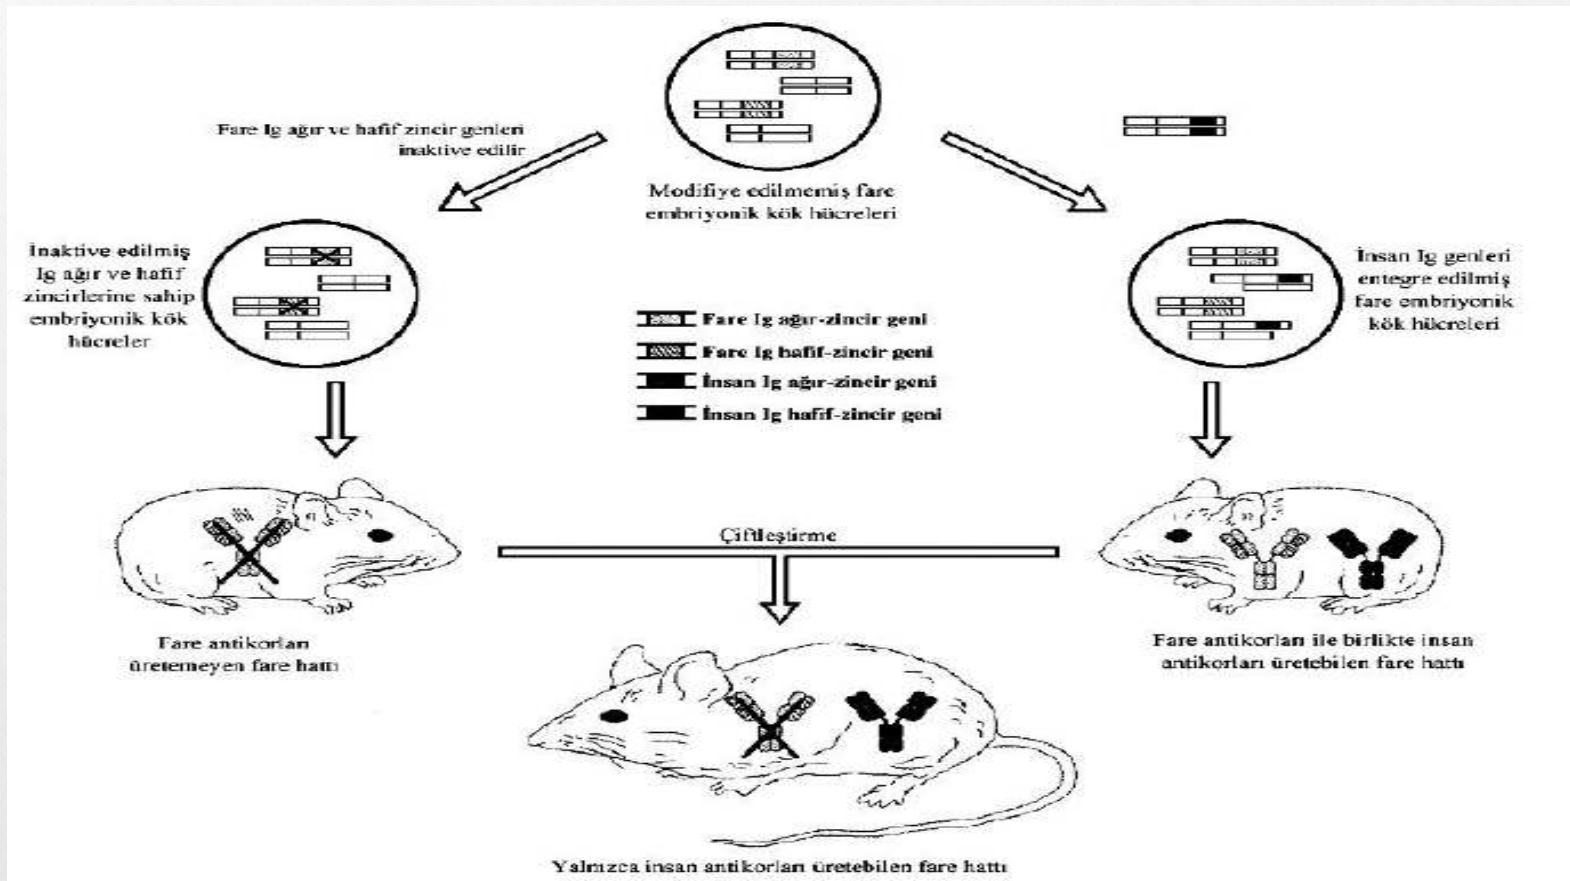 Fare Ig ağır ve hafif zincir genleri
inaktive edilir
Modifiye edilmemiş fare
embriyonik kök hücreleri
İnaktive edilmiş
Ig ağır ve hafif
zincirlerine sahip
embriyonik kök
hücreler
İnsan Ig genleri
entegre edilmiş
fare embriyonik
kök hücreleri
Fare Ig ağır-zincir geni
Fare Ig hafif-zincir geni
İnsan Ig ağır-zincir geni
İnsan Ig hafif-zincir geni
Çiftleştirme
Fare antikorları
üretemeyen fare hattı
Fare antikorları ile birlikte insan
antikorları üretebilen fare hattı
Yalnızca insan antikorları üretebilen fare hattı